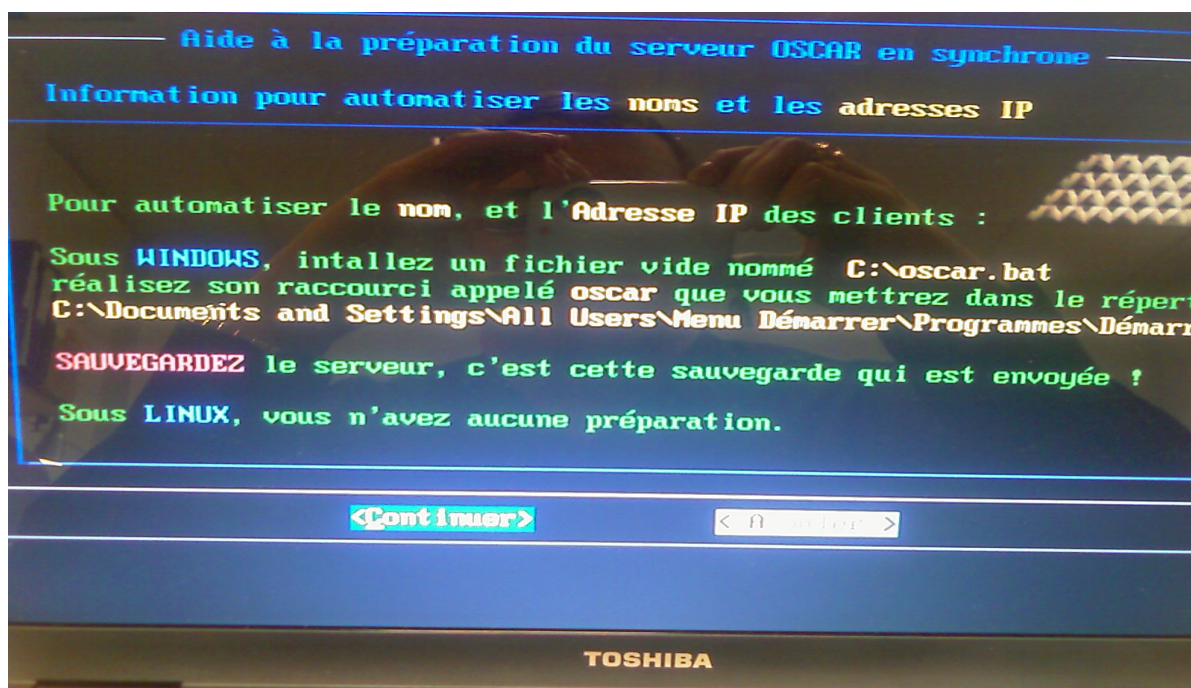 Aide à la préparation du serveur OSCAR en synchrone
Information pour automatiser les noms et les adresses IP
Pour automatiser le nom, et l'Adresse IP des clients :
Sous WINDOWS, intallez un fichier vide nommé C:\oscar.bat
réalisez son raccourci appelé oscar que vous mettrez dans le répert
C:\Documents and Settings\All Users\Menu Démarrer\Programmes\Démarr
SAUVEGARDEZ le serveur, c'est cette sauvegarde qui est envoyée !
Sous LINUX, vous n'avez aucune préparation.
<Continuer>
TOSHIBA